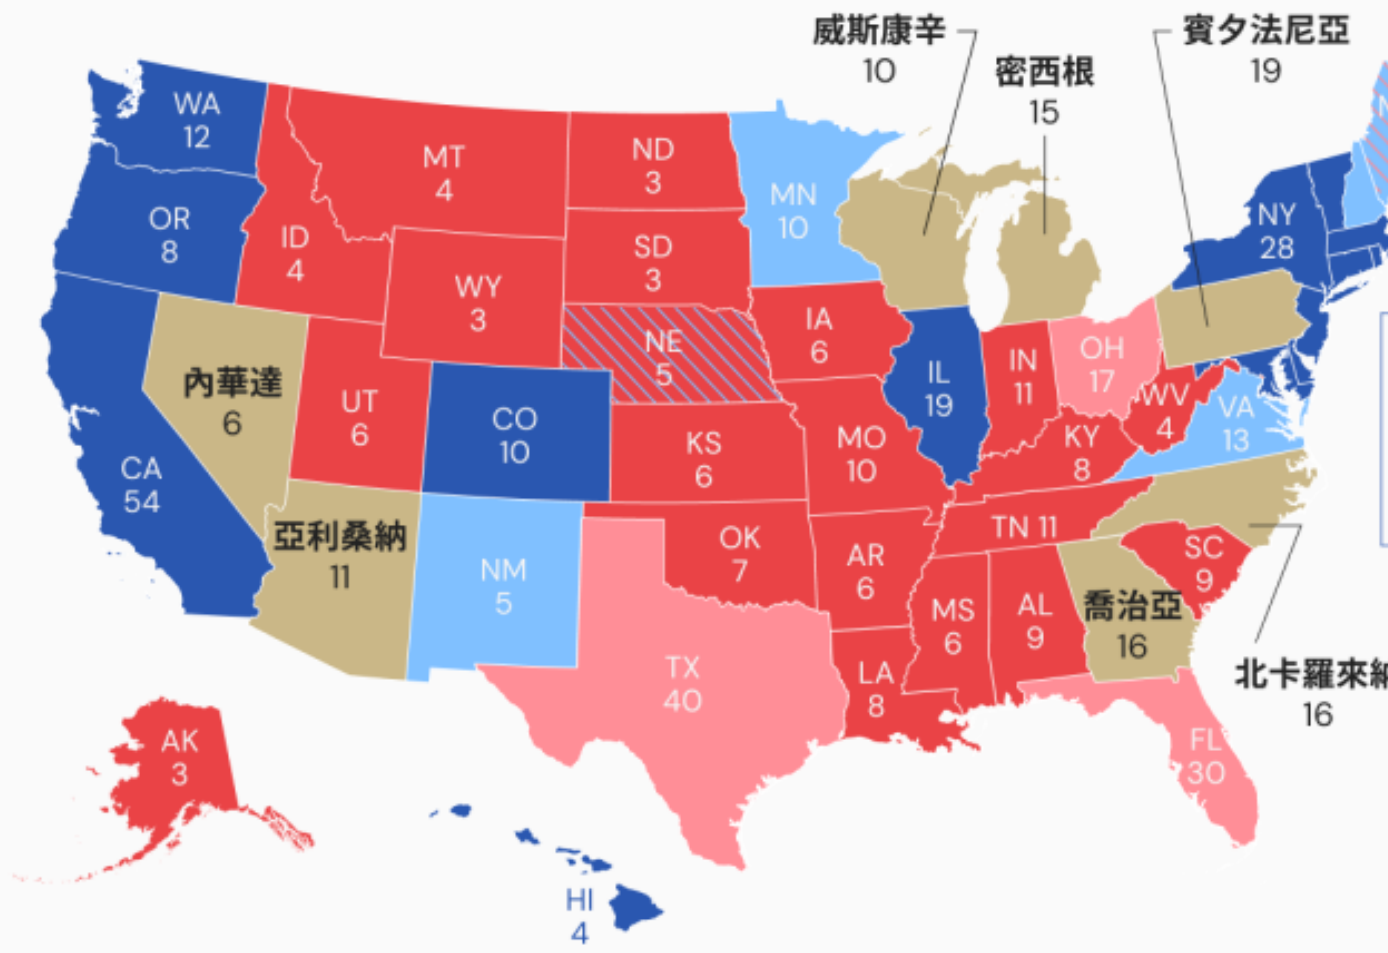 威斯康辛
10
密西根
15
賓夕法尼亞
19
WA
12
MT
4
ND
3
MN
10
OR
8
ID
4
SD
3
NY
28
WY
3
IA
6
NE
5
OH
17
IN
11
IL
19
WV
4
VA
13
內華達
6
UT
6
CO
10
KS
6
MO
10
KY
8
CA
54
亞利桑納
11
NM
5
OK
7
AR
6
TN 11
SC
9
MS
6
AL
9
喬治亞
16
北卡羅來納
16
TX
40
LA
8
FL
30
AK
3
HI
4